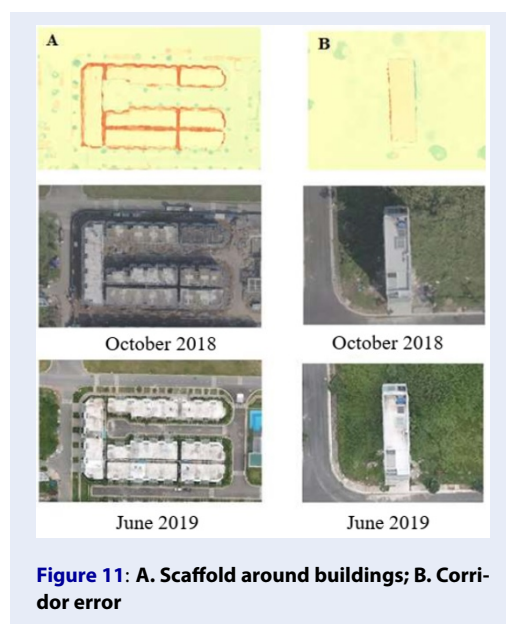 A
B
October 2018
October 2018
June 2019
June 2019
Figure 11: A. Scaffold around buildings; B. Corri-
dor error